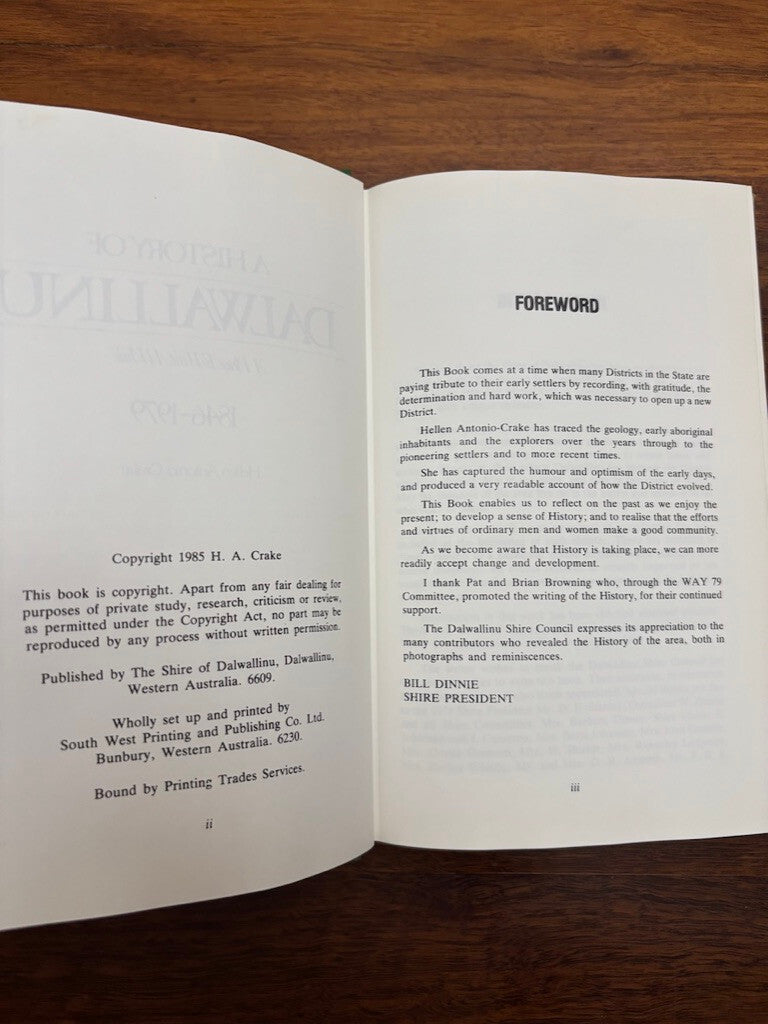 A HISTORY OF
DALWALLINU
1846-1979
Copyright 1985 H. A. Crake
This book is copyright. Apart from any fair dealing for
purposes of private study, research, criticism or review,
as permitted under the Copyright Act, no part may be
reproduced by any process without written permission.
Published by The Shire of Dalwallinu, Dalwallinu,
Western Australia. 6609.
Wholly set up and printed by
South West Printing and Publishing Co. Ltd.
Bunbury, Western Australia. 6230.
Bound by Printing Trades Services.
ii
FOREWORD
This Book comes at a time when many Districts in the State are
paying tribute to their early settlers by recording, with gratitude, the
determination and hard work, which was necessary to open up a new
District.
Hellen Antonio-Crake has traced the geology, early aboriginal
inhabitants and the explorers over the years through to the
pioneering settlers and to more recent times.
She has captured the humour and optimism of the early days,
and produced a very readable account of how the District evolved.
This Book enables us to reflect on the past as we enjoy the
present; to develop a sense of History; and to realise that the efforts
and virtues of ordinary men and women make a good community.
As we become aware that History is taking place, we can more
readily accept change and development.
I thank Pat and Brian Browning who, through the WAY 79
Committee, promoted the writing of the History, for their continued
support.
The Dalwallinu Shire Council expresses its appreciation to the
many contributors who revealed the History of the area, both in
photographs and reminiscences.
BILL DINNIE
SHIRE PRESIDENT
iii